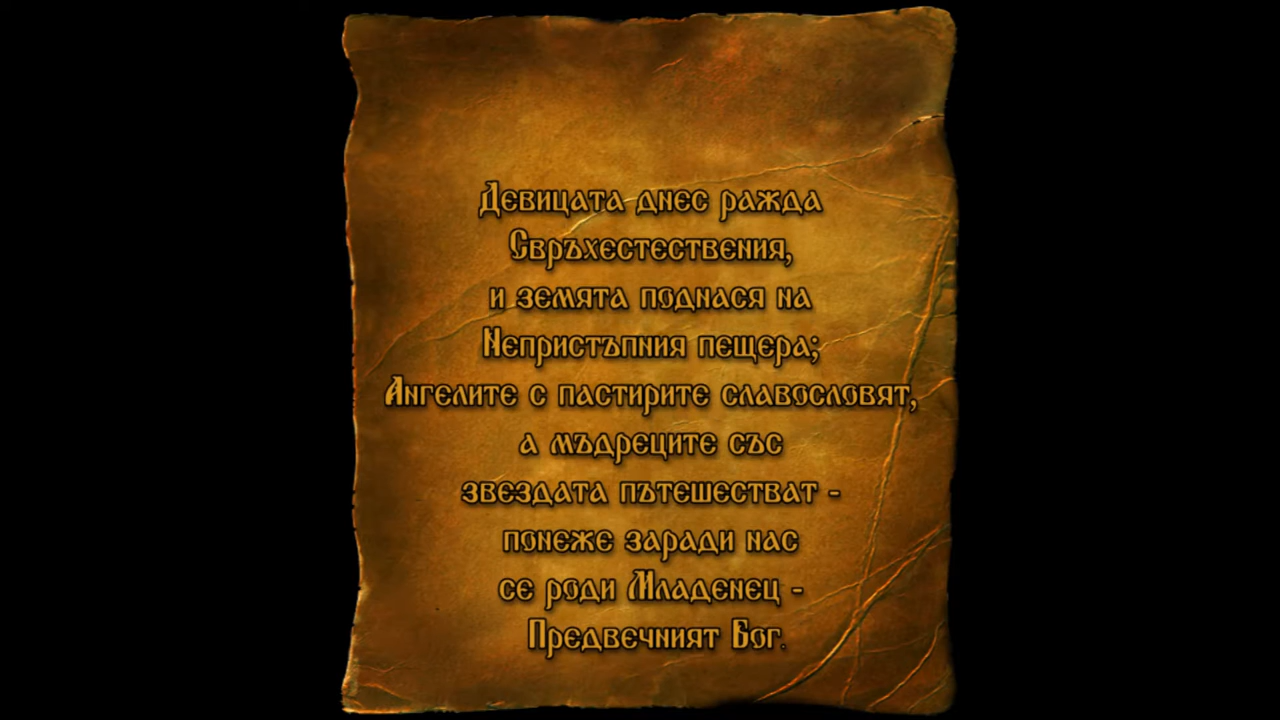 Девицата днес ражда
Свръхестествения,
и земята поднася на
Непристъпния пещера;
Ангелите с пастирите славословят,
а мъдреците със
звездата пътешестват -
понеже заради нас
се роди Младенец -
Предвечният Бог.